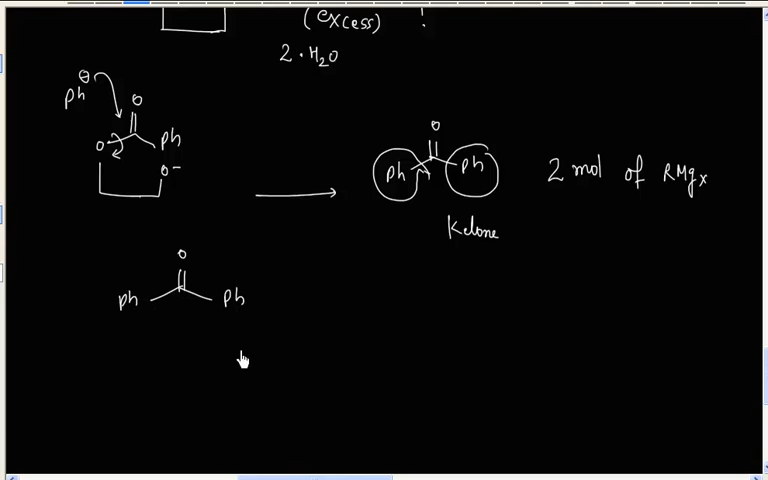 (excess) !
2 · H2O
Ph ⊖
O
O Ph
O-
O
Ph Ph
2 mol of RMgx
Ketone
O
Ph Ph